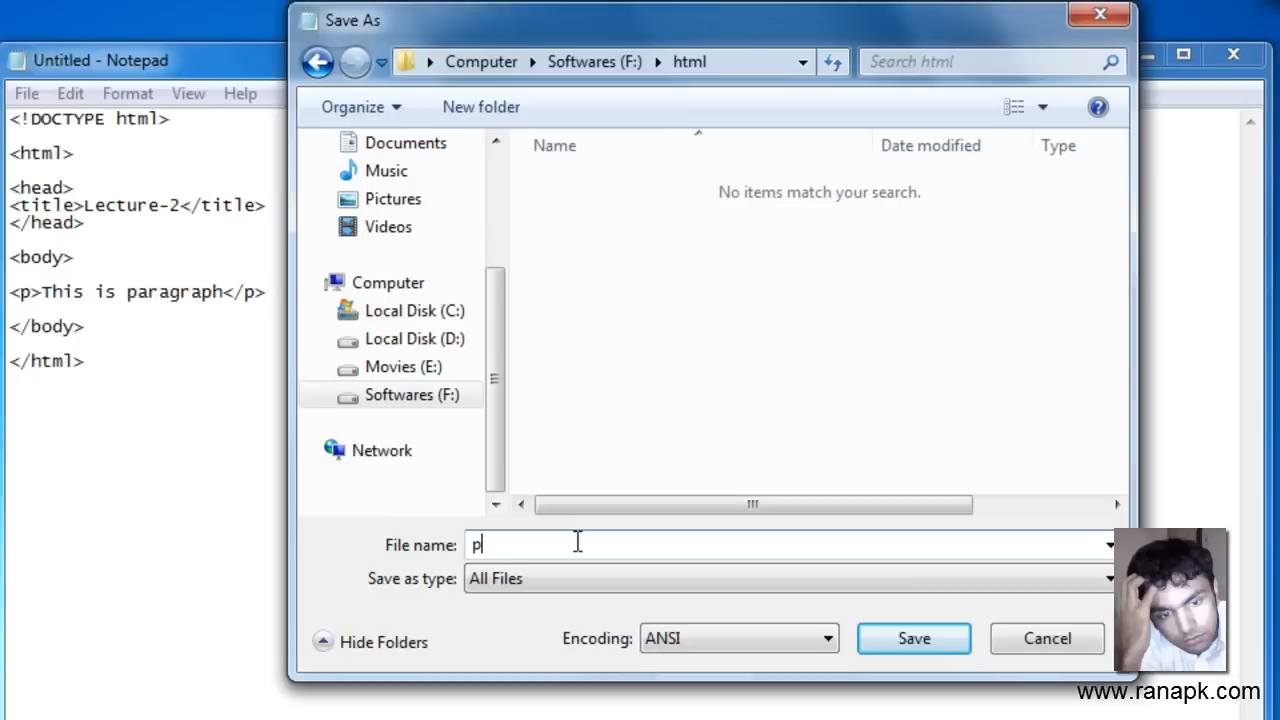 Save As
Untitled - Notepad
Computer Softwares (F:) html
Search html
File Edit Format View Help
Organize New folder
<!DOCTYPE html>
<html>
<head>
<title>Lecture-2</title>
</head>
<body>
<p>This is paragraph</p>
</body>
</html>
Documents
Music
Pictures
Videos
Computer
Local Disk (C:)
Local Disk (D:)
Movies (E:)
Softwares (F:)
Network
Name Date modified Type
No items match your search.
File name: p
Save as type: All Files
Hide Folders Encoding: ANSI Save Cancel
www.ranapk.com